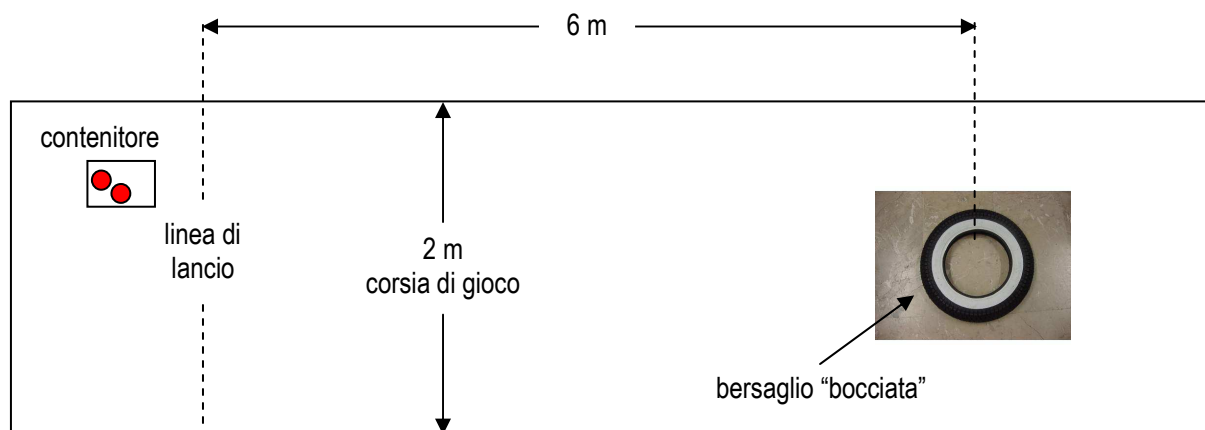 6 m
contenitore
linea di
lancio
2 m
corsia di gioco
bersaglio “bocciata”